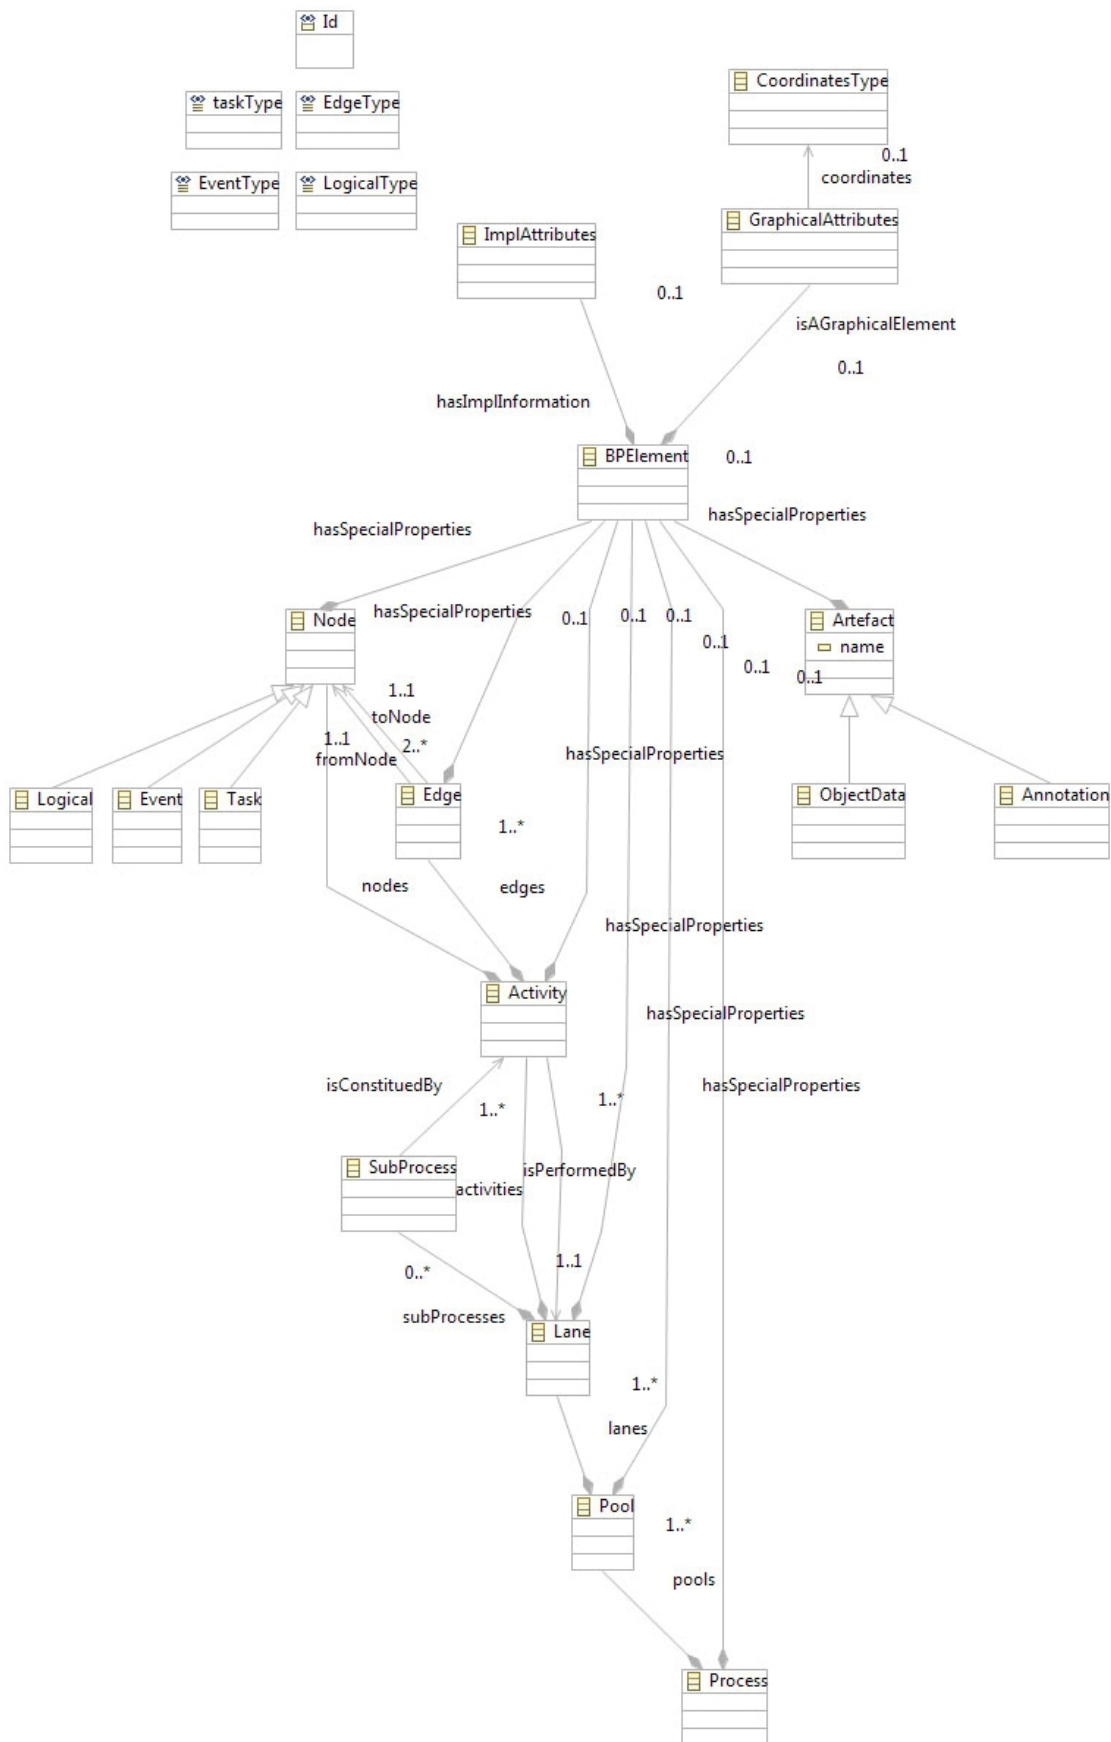 Id
CoordinatesType
taskType
EdgeType
0..1
coordinates
EventType
LogicalType
GraphicalAttributes
ImplAttributes
0..1
isAGraphicalElement
0..1
hasImplInformation
BPElement
0..1
hasSpecialProperties
hasSpecialProperties
hasSpecialProperties
Node
0..1
0..1
0..1
Artefact
0..1
name
0..1
0..1
1..1
toNode
1..1
2..*
fromNode
hasSpecialProperties
Logical
Event
Task
Edge
ObjectData
Annotation
1..*
nodes
edges
hasSpecialProperties
Activity
hasSpecialProperties
isConstituedBy
hasSpecialProperties
1..*
1..*
SubProcess
isPerformedBy
activities
1..1
0..*
subProcesses
Lane
1..*
lanes
Pool
1..*
pools
Process